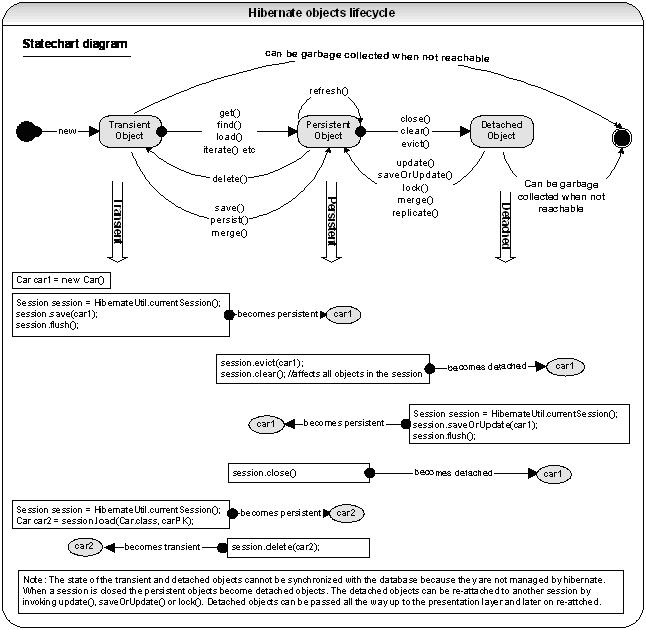 Hibernate objects lifecycle
Statechart diagram
can be garbage collected when not reachable
refresh()
new
Transient
Object
get()
find()
load()
iterate() etc
Persistent
Object
close()
clear()
evict()
Detached
Object
delete()
update()
saveOrUpdate()
lock()
merge()
replicate()
Can be garbage
collected when not
reachable
save()
persist()
merge()
Transient
Persistent
Detached
Car car1 = new Car()
Session session = HibernateUtil.currentSession();
session.save(car1);
session.flush();
becomes persistent
car1
session.evict(car1);
session.clear(); //affects all objects in the session
becomes detached
car1
car1
becomes persistent
Session session = HibernateUtil.currentSession();
session.saveOrUpdate(car1);
session.flush();
session.close()
becomes detached
car1
Session session = HibernateUtil.currentSession();
Car car2 = session.load(Car.class, carPK);
becomes persistent
car2
car2
becomes transient
session.delete(car2);
Note: The state of the transient and detached objects cannot be synchronized with the database because they are not managed by hibernate.
When a session is closed the persistent objects become detached objects. The detached objects can be re-attached to another session by
invoking update(), saveOrUpdate() or lock(). Detached objects can be passed all the way up to the presentation layer and later on re-attched.